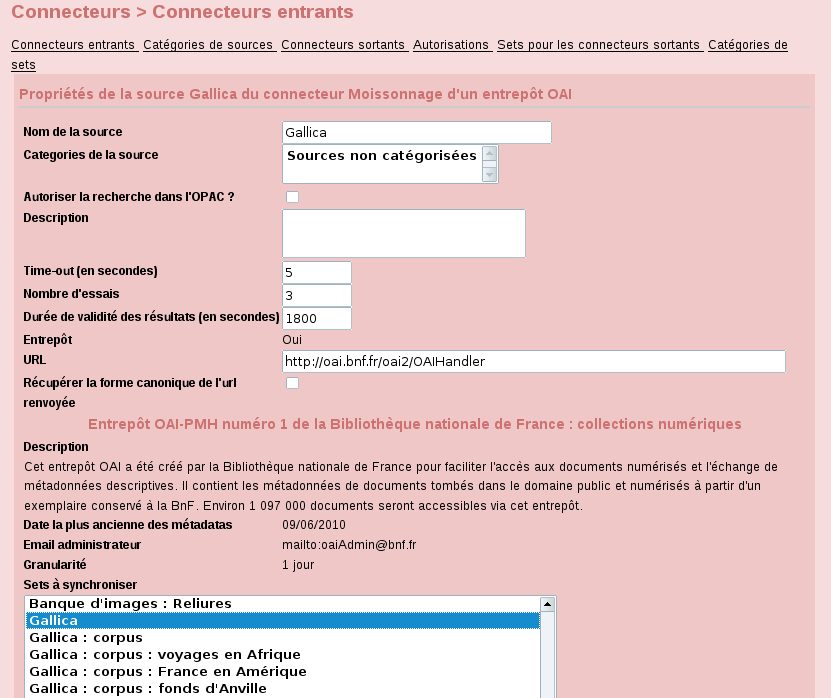 Connecteurs > Connecteurs entrants
Connecteurs entrants Catégories de sources Connecteurs sortants Autorisations Sets pour les connecteurs sortants Catégories de
sets
Propriétés de la source Gallica du connecteur Moissonnage d'un entrepôt OAI
Nom de la source Gallica
Categories de la source Sources non catégorisées
Autoriser la recherche dans l'OPAC ?
Description
Time-out (en secondes) 5
Nombre d'essais 3
Durée de validité des résultats (en secondes) 1800
Entrepôt Oui
URL http://oai.bnf.fr/oai2/OAIHandler
Récupérer la forme canonique de l'url
renvoyée
Entrepôt OAI-PMH numéro 1 de la Bibliothèque nationale de France : collections numériques
Description
Cet entrepôt OAI a été créé par la Bibliothèque nationale de France pour faciliter l'accès aux documents numérisés et l'échange de
métadonnées descriptives. Il contient les métadonnées de documents tombés dans le domaine public et numérisés à partir d'un
exemplaire conservé à la BnF. Environ 1 097 000 documents seront accessibles via cet entrepôt.
Date la plus ancienne des métadatas 09/06/2010
Email administrateur mailto:oaiAdmin@bnf.fr
Granularité 1 jour
Sets à synchroniser
Banque d'images : Reliures
Gallica
Gallica : corpus
Gallica : corpus : voyages en Afrique
Gallica : corpus : France en Amérique
Gallica : corpus : fonds d'Anville